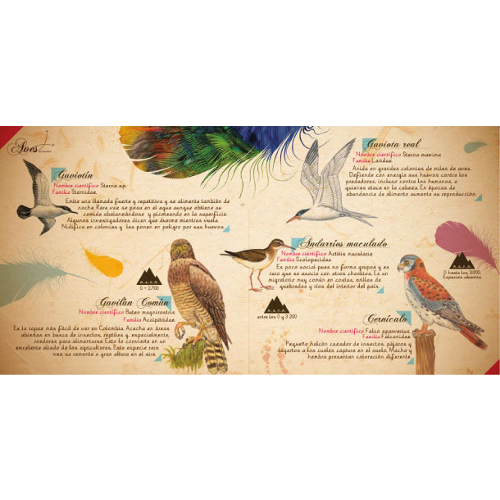 Aves
Gaviotín
Nombre científico Sterna sp.
Familia Sternidae.
Emite una llamada fuerte y repetitiva y se alimenta también de
noche. Rara vez se posa en el agua aunque obtiene su
comida abalanzándose y picoteando en la superficie.
Algunos investigadores dicen que duerme mientras vuela.
Nidifica en colonias y las ponen en peligro por sus huevos.
Gaviota real
Nombre científico Sterna maxima
Familia Laridae.
Anida en grandes colonias de miles de aves.
Defiende con energía sus huevos contra los
predadores, incluso contra los humanos, a
quienes ataca en la cabeza. En épocas de
abundancia de alimento aumenta su reproducción.
Andarríos maculado
Nombre científico Actitis macularia
Familia Scolopacidae.
Es poco social pues no forma grupos y es
raro que se asocie con otros chorlitos. Es un
migratorio muy común en costas, orillas de
quebradas y ríos del interior del país.
0 - 2.700
entre los 0 y 3.200
0 hasta los 3.000.
Gavilán Común
Nombre científico Buteo magnirostris
Familia Accipitridae.
Es la rapaz más fácil de ver en Colombia. Acecha en áreas
abiertas en busca de insectos, reptiles y, especialmente,
roedores para alimentarse. Esto lo convierte en un
excelente aliado de los agricultores. Esta especie rara
vez se remonta a gran altura en el aire.
Cernícalo
Nombre científico Falco sparverius
Familia Falconidae.
Pequeño halcón cazador de insectos, pájaros y
lagartos a los cuales captura en el suelo. Macho y
hembra presentan coloración diferente.